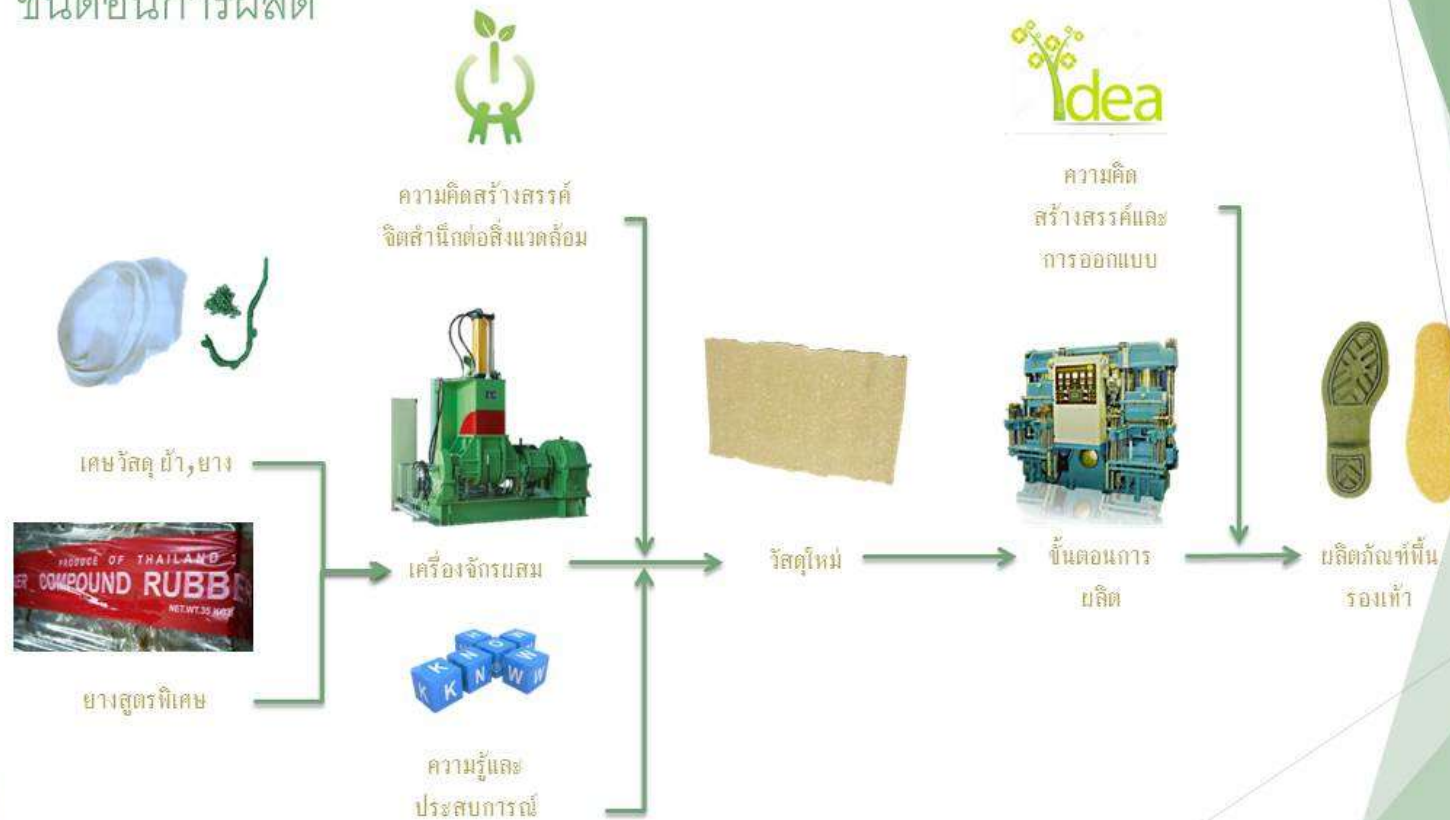 ขั้นตอนการผลิต
idea
ความคิดสร้างสรรค์
จิตสำนึกต่อสิ่งแวดล้อม
ความคิด
สร้างสรรค์และ
การออกแบบ
เศษวัสดุ ผ้า,ยาง
PRODUCE OF THAILAND
COMPOUND RUBB
NET.WT.35
เครื่องจักรผสม
วัสดุใหม่
ขั้นตอนการ
ผลิต
ผลิตภัณฑ์พื้น
รองเท้า
K N O W
K N W
ยางสูตรพิเศษ
ความรู้และ
ประสบการณ์